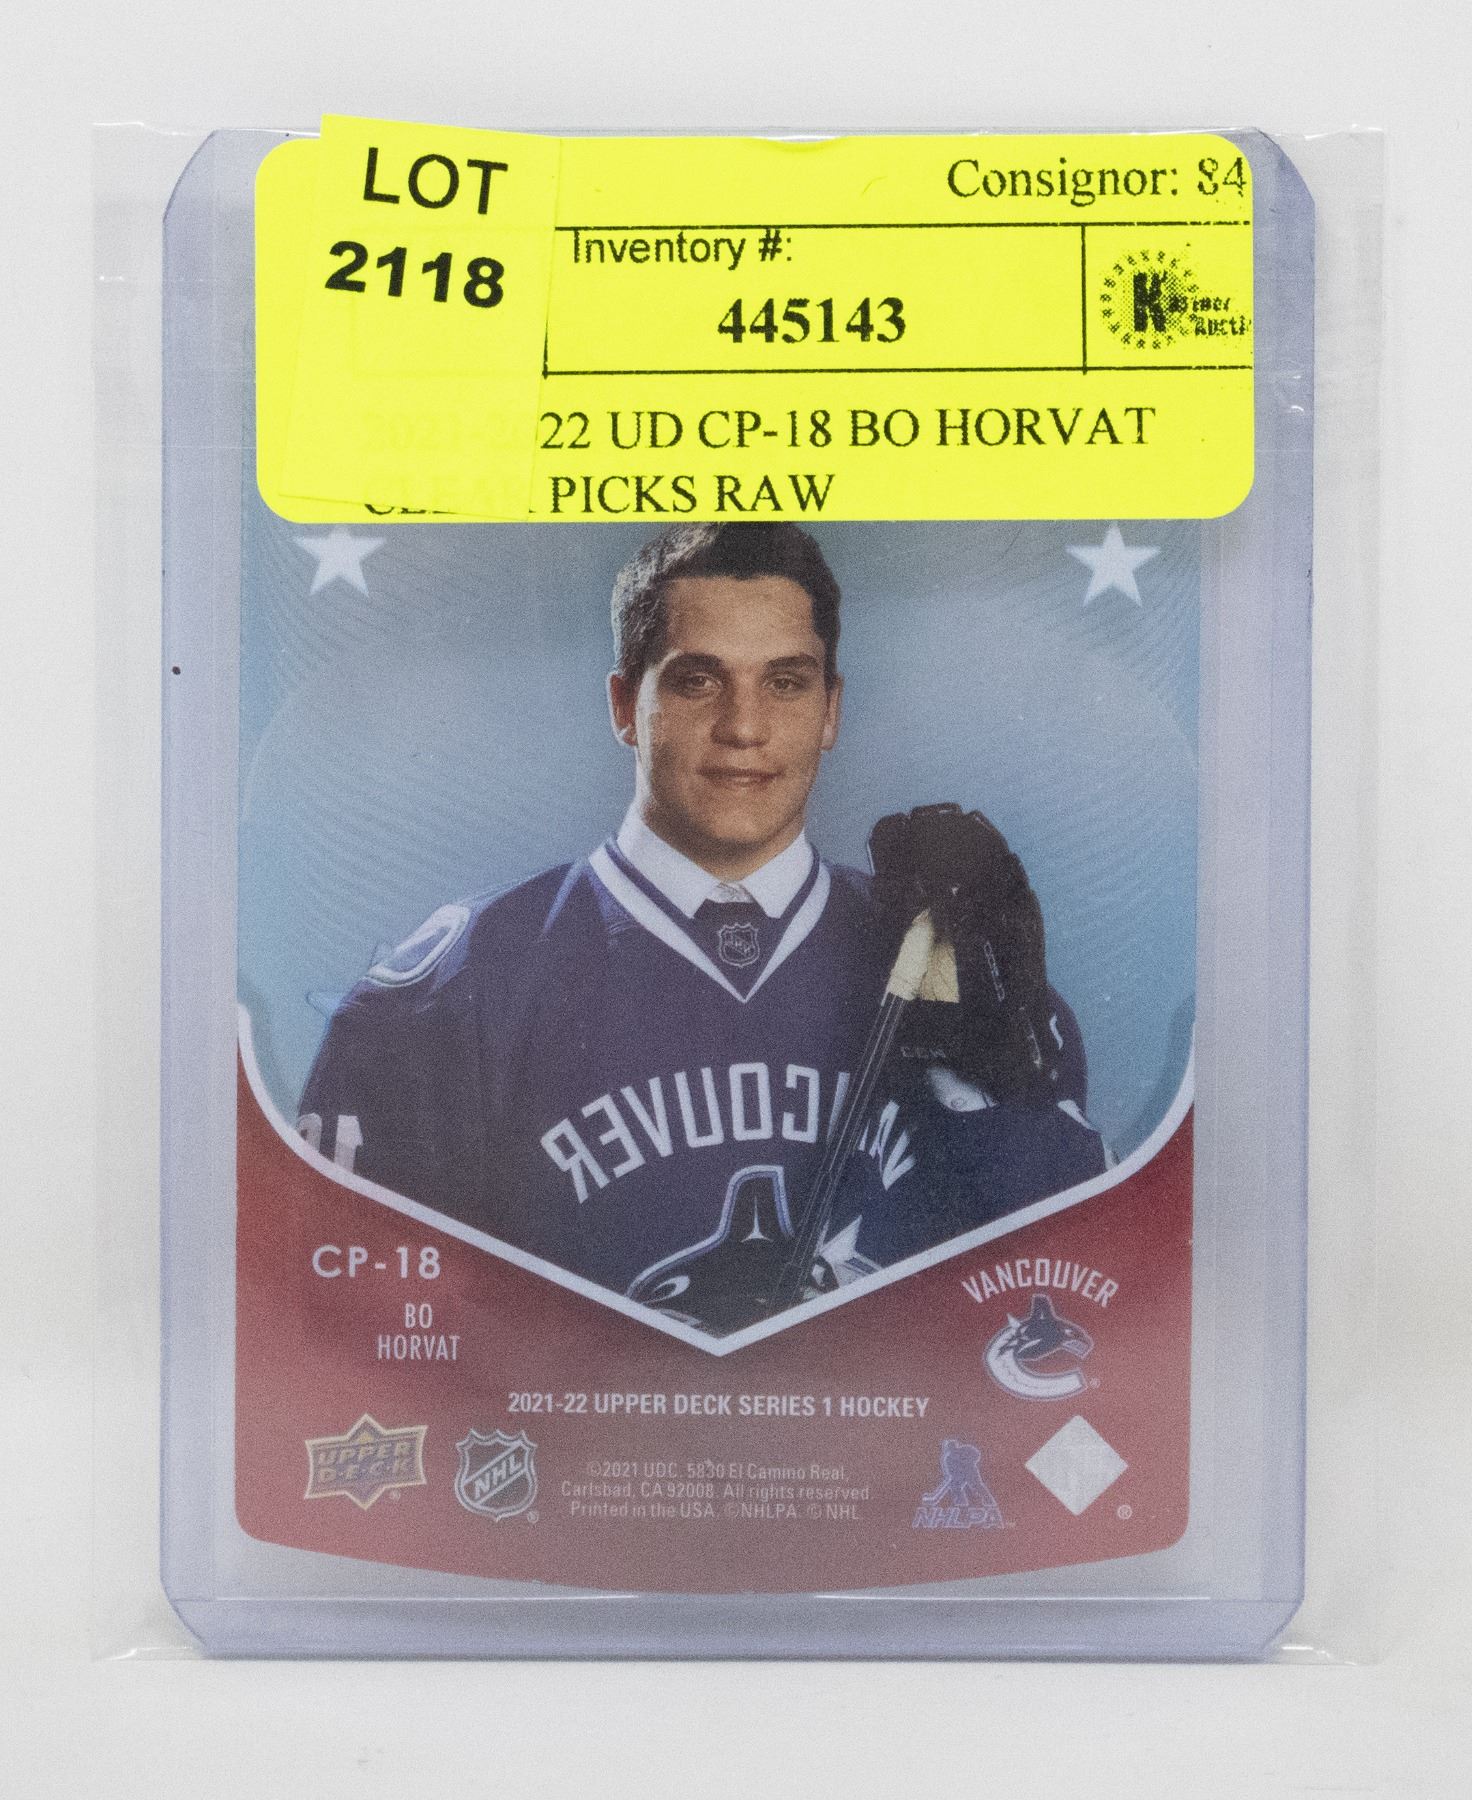 LOT
2118
Consignor: 84
Inventory #:
445143
22 UD CP-18 BO HORVAT
PICKS RAW
VANCOUVER
CCM
CP-18
BO
HORVAT
VANCOUVER
2021-22 UPPER DECK SERIES 1 HOCKEY
UPPER
DECK
NHL
©2021 UDC. 5830 El Camino Real,
Carlsbad, CA 92008. All rights reserved.
Printed in the USA. ©NHLPA. © NHL.
NHLPA